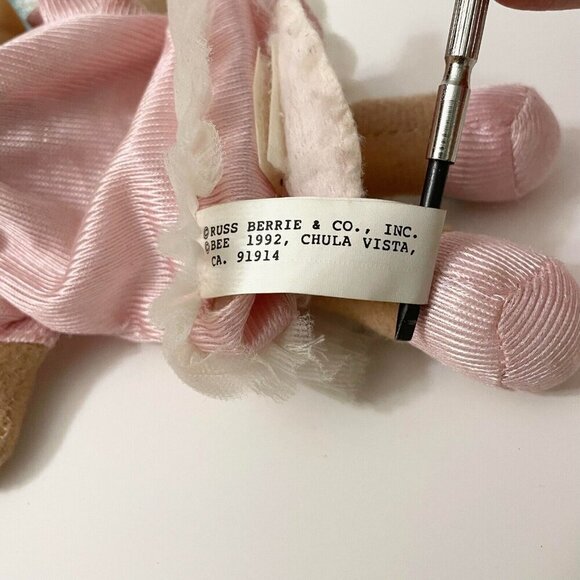 ©RUSS BERRIE & CO., INC.
©BEE 1992, CHULA VISTA,
CA. 91914